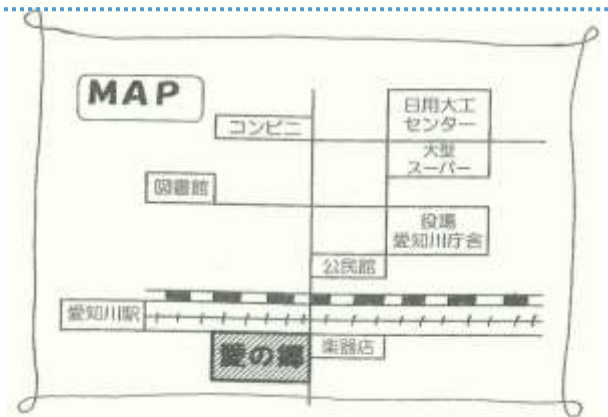 MAP
コンビニ
日用大工
センター
大型
スーパー
図書館
役場
愛知川庁舎
公民館
愛知川駅
愛の郷
楽器店